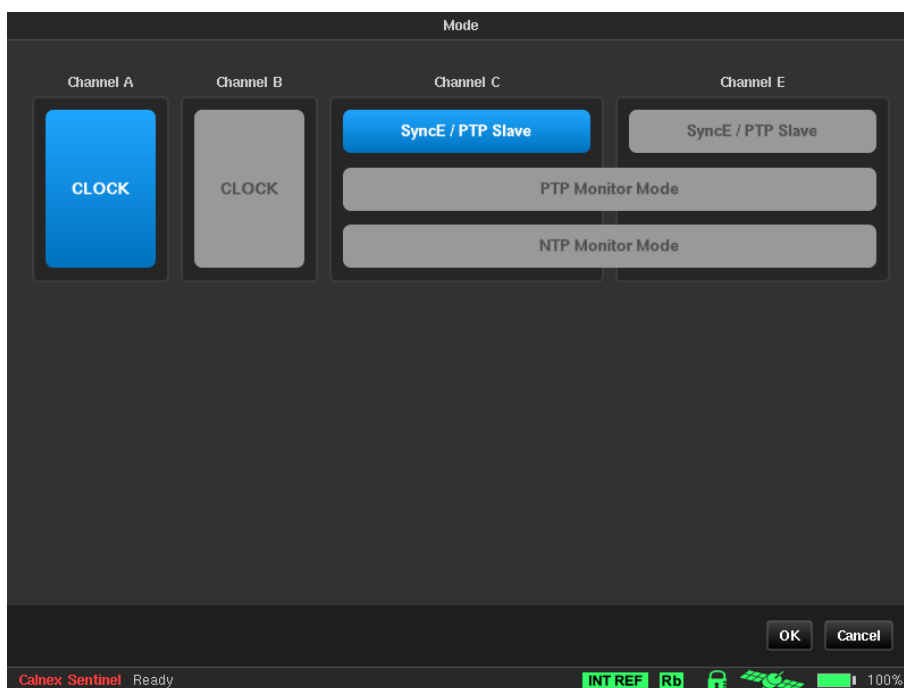 Mode
Channel A Channel B Channel C Channel E
SyncE / PTP Slave SyncE / PTP Slave
CLOCK CLOCK PTP Monitor Mode
NTP Monitor Mode
OK Cancel
Calnex Sentinel Ready INT REF Rb 100%